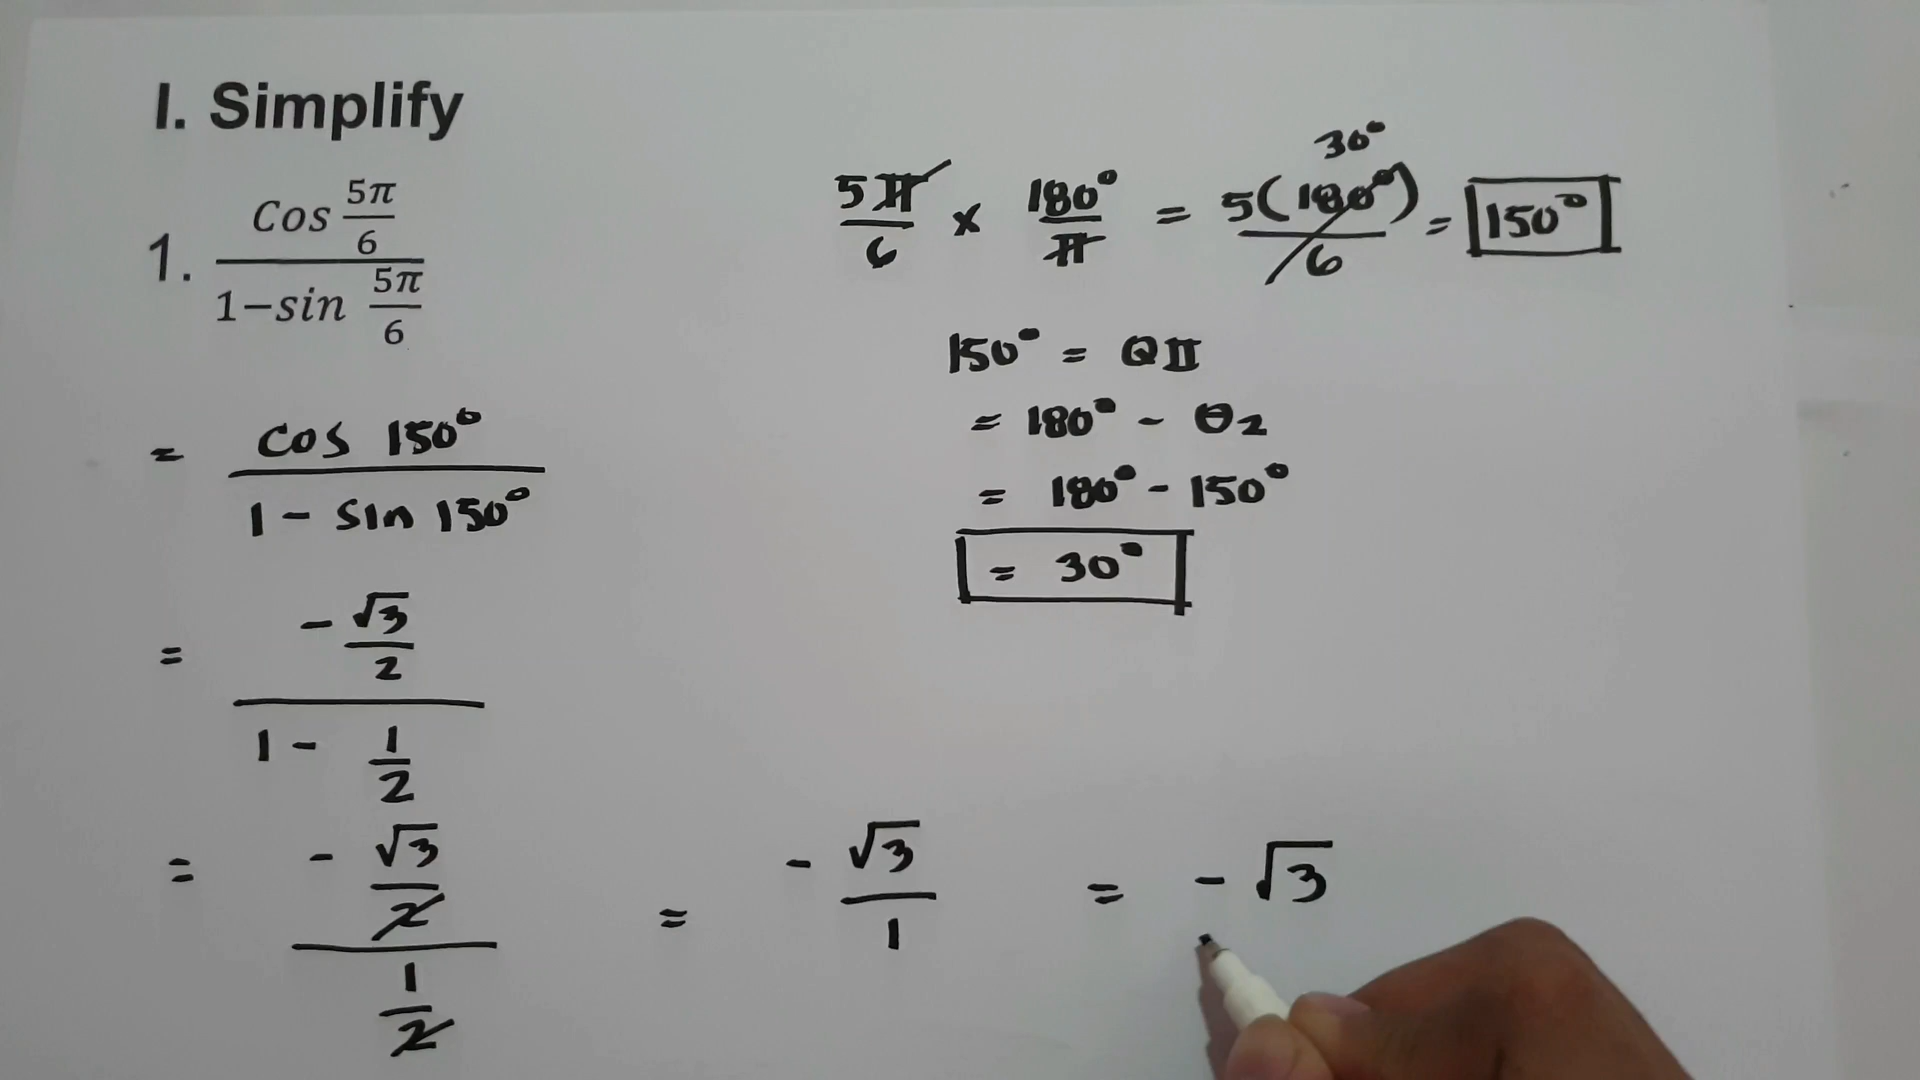 I. Simplify
1. Cos 5π/6
1−sin 5π/6
5π/6 × 180°/π = 5(180°)/6 = 150°
30°
150° = QII
= 180° - θ2
= 180° - 150°
= 30°
= cos 150° / 1 - sin 150°
= -√3/2 / 1 - 1/2
= -√3/2 / 1/2 = -√3/1 = -√3